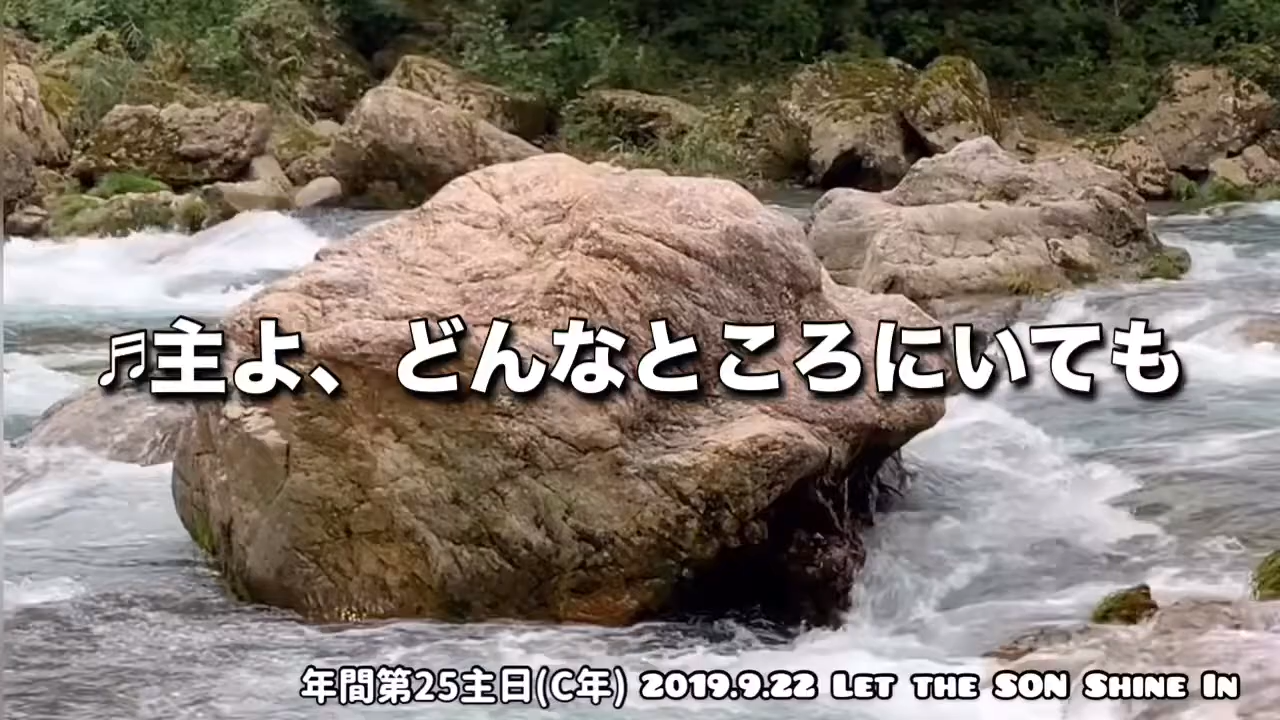 ♬主よ、どんなところにいても
年間第25主日(C年) 2019.9.22 LET THE SON SHINE IN